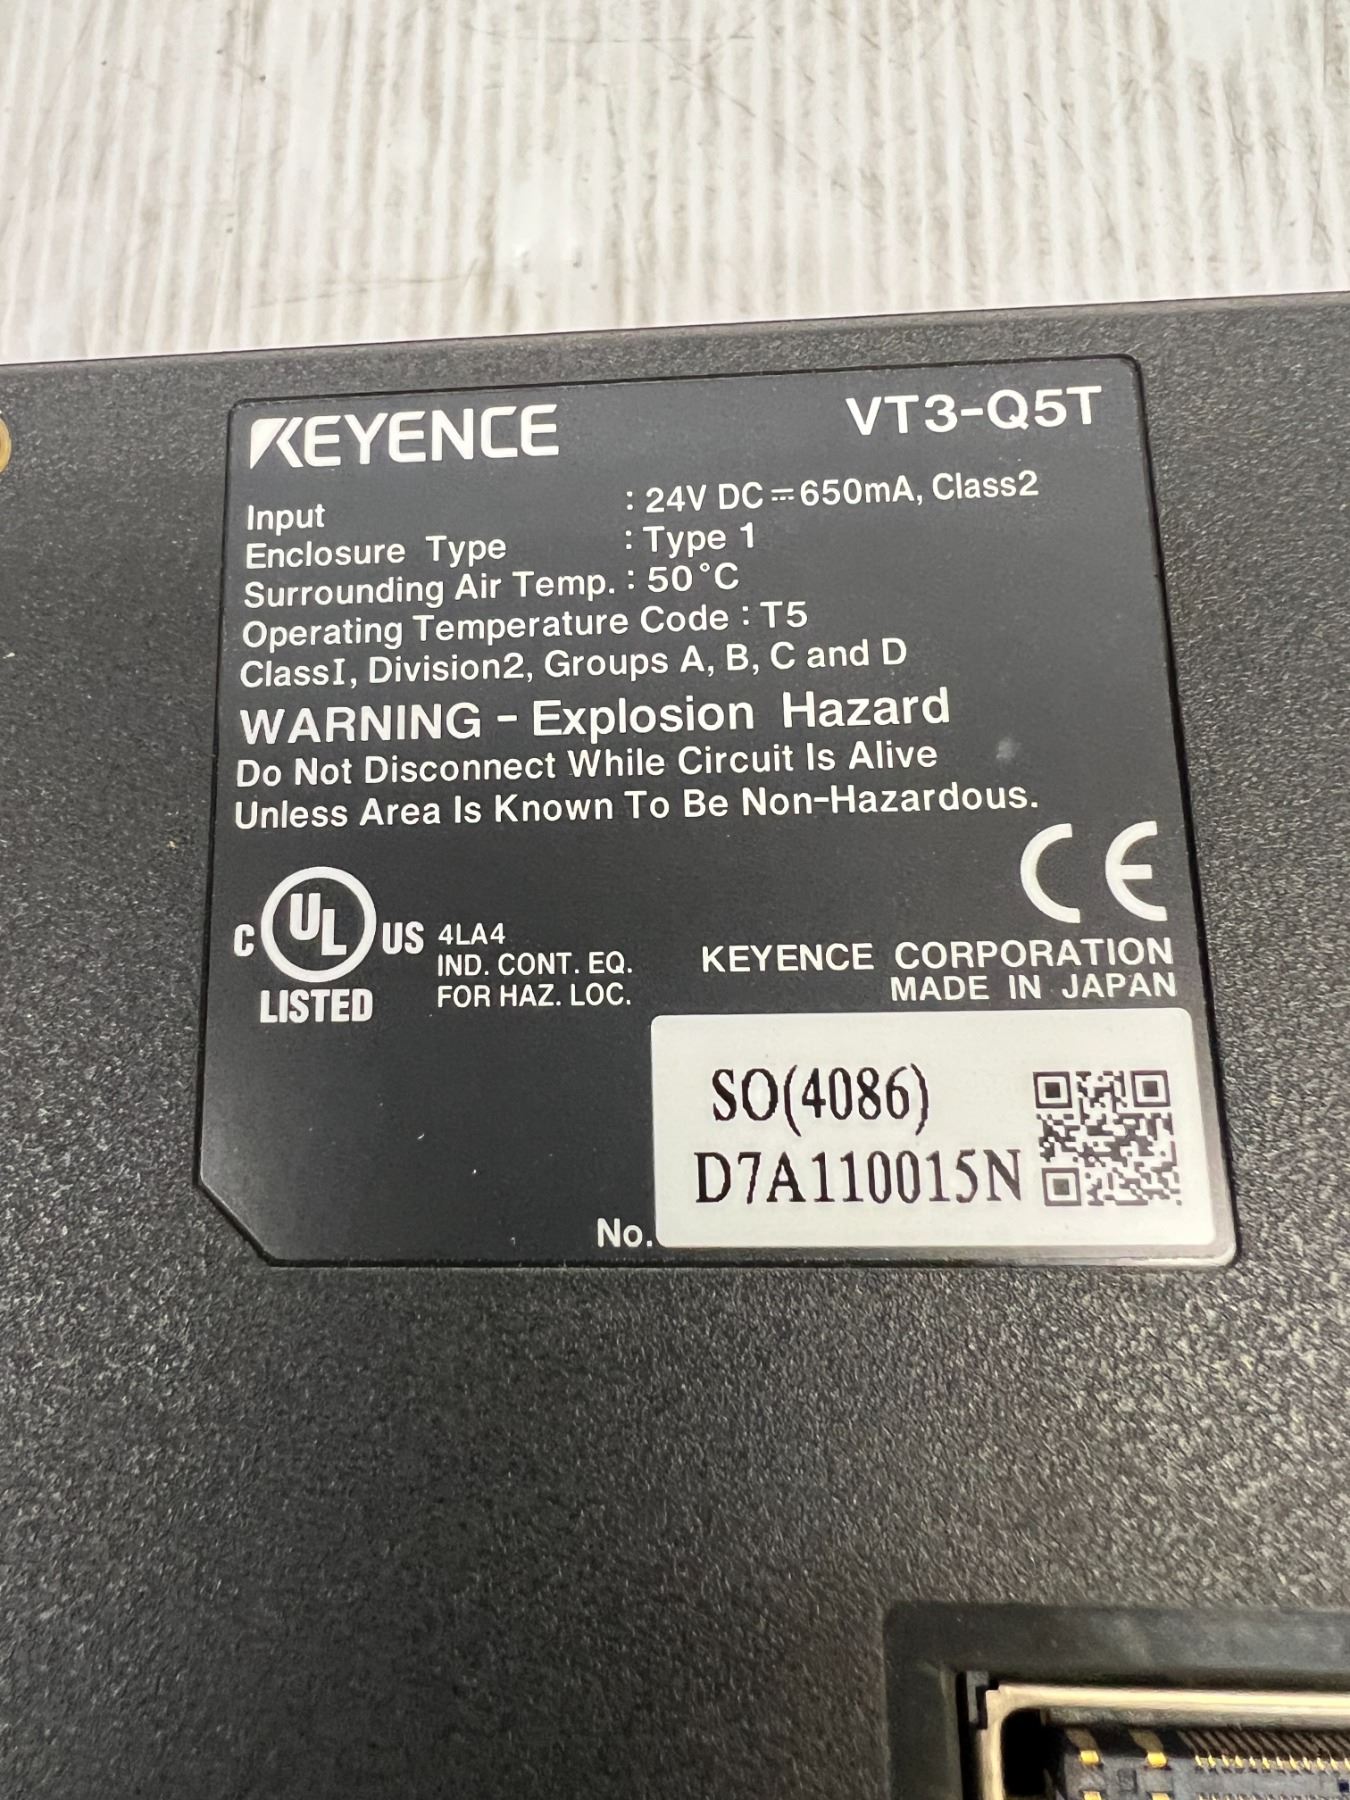 KEYENCE VT3-Q5T
Input : 24V DC⎓650mA, Class2
Enclosure Type : Type 1
Surrounding Air Temp. : 50°C
Operating Temperature Code : T5
ClassI, Division2, Groups A, B, C and D
WARNING - Explosion Hazard
Do Not Disconnect While Circuit Is Alive
Unless Area Is Known To Be Non-Hazardous.
CE
C UL US LISTED
4LA4
IND. CONT. EQ.
FOR HAZ. LOC.
KEYENCE CORPORATION
MADE IN JAPAN
SO(4086)
No. D7A110015N